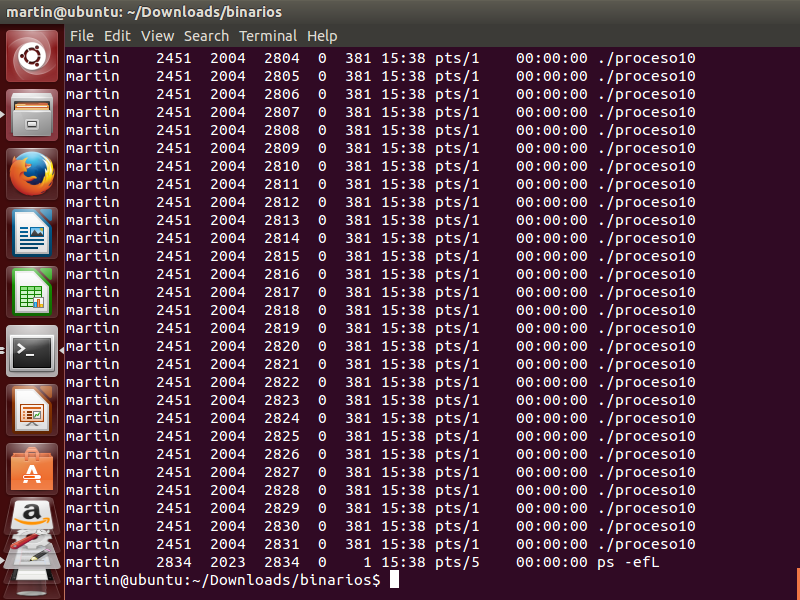 martin@ubuntu: ~/Downloads/binarios
File Edit View Search Terminal Help
martin 2451 2004 2804 0 381 15:38 pts/1 00:00:00 ./proceso10
martin 2451 2004 2805 0 381 15:38 pts/1 00:00:00 ./proceso10
martin 2451 2004 2806 0 381 15:38 pts/1 00:00:00 ./proceso10
martin 2451 2004 2807 0 381 15:38 pts/1 00:00:00 ./proceso10
martin 2451 2004 2808 0 381 15:38 pts/1 00:00:00 ./proceso10
martin 2451 2004 2809 0 381 15:38 pts/1 00:00:00 ./proceso10
martin 2451 2004 2810 0 381 15:38 pts/1 00:00:00 ./proceso10
martin 2451 2004 2811 0 381 15:38 pts/1 00:00:00 ./proceso10
martin 2451 2004 2812 0 381 15:38 pts/1 00:00:00 ./proceso10
martin 2451 2004 2813 0 381 15:38 pts/1 00:00:00 ./proceso10
martin 2451 2004 2814 0 381 15:38 pts/1 00:00:00 ./proceso10
martin 2451 2004 2815 0 381 15:38 pts/1 00:00:00 ./proceso10
martin 2451 2004 2816 0 381 15:38 pts/1 00:00:00 ./proceso10
martin 2451 2004 2817 0 381 15:38 pts/1 00:00:00 ./proceso10
martin 2451 2004 2818 0 381 15:38 pts/1 00:00:00 ./proceso10
martin 2451 2004 2819 0 381 15:38 pts/1 00:00:00 ./proceso10
martin 2451 2004 2820 0 381 15:38 pts/1 00:00:00 ./proceso10
martin 2451 2004 2821 0 381 15:38 pts/1 00:00:00 ./proceso10
martin 2451 2004 2822 0 381 15:38 pts/1 00:00:00 ./proceso10
martin 2451 2004 2823 0 381 15:38 pts/1 00:00:00 ./proceso10
martin 2451 2004 2824 0 381 15:38 pts/1 00:00:00 ./proceso10
martin 2451 2004 2825 0 381 15:38 pts/1 00:00:00 ./proceso10
martin 2451 2004 2826 0 381 15:38 pts/1 00:00:00 ./proceso10
martin 2451 2004 2827 0 381 15:38 pts/1 00:00:00 ./proceso10
martin 2451 2004 2828 0 381 15:38 pts/1 00:00:00 ./proceso10
martin 2451 2004 2829 0 381 15:38 pts/1 00:00:00 ./proceso10
martin 2451 2004 2830 0 381 15:38 pts/1 00:00:00 ./proceso10
martin 2451 2004 2831 0 381 15:38 pts/1 00:00:00 ./proceso10
martin 2834 2023 2834 0 1 15:38 pts/5 00:00:00 ps -efL
martin@ubuntu:~/Downloads/binarios$